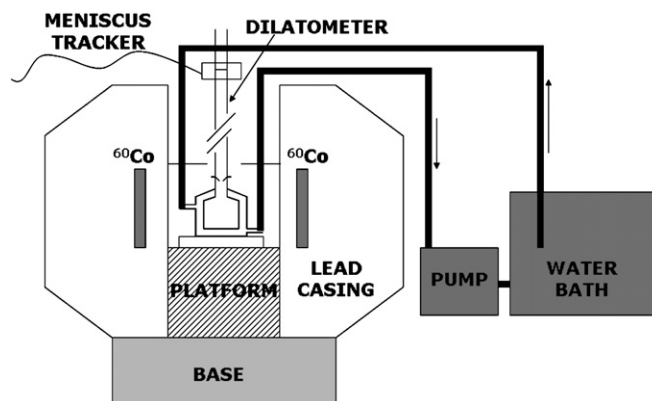 MENISCUS
TRACKER
DILATOMETER
⁶⁰Co
⁶⁰Co
LEAD
CASING
PLATFORM
PUMP
WATER
BATH
BASE